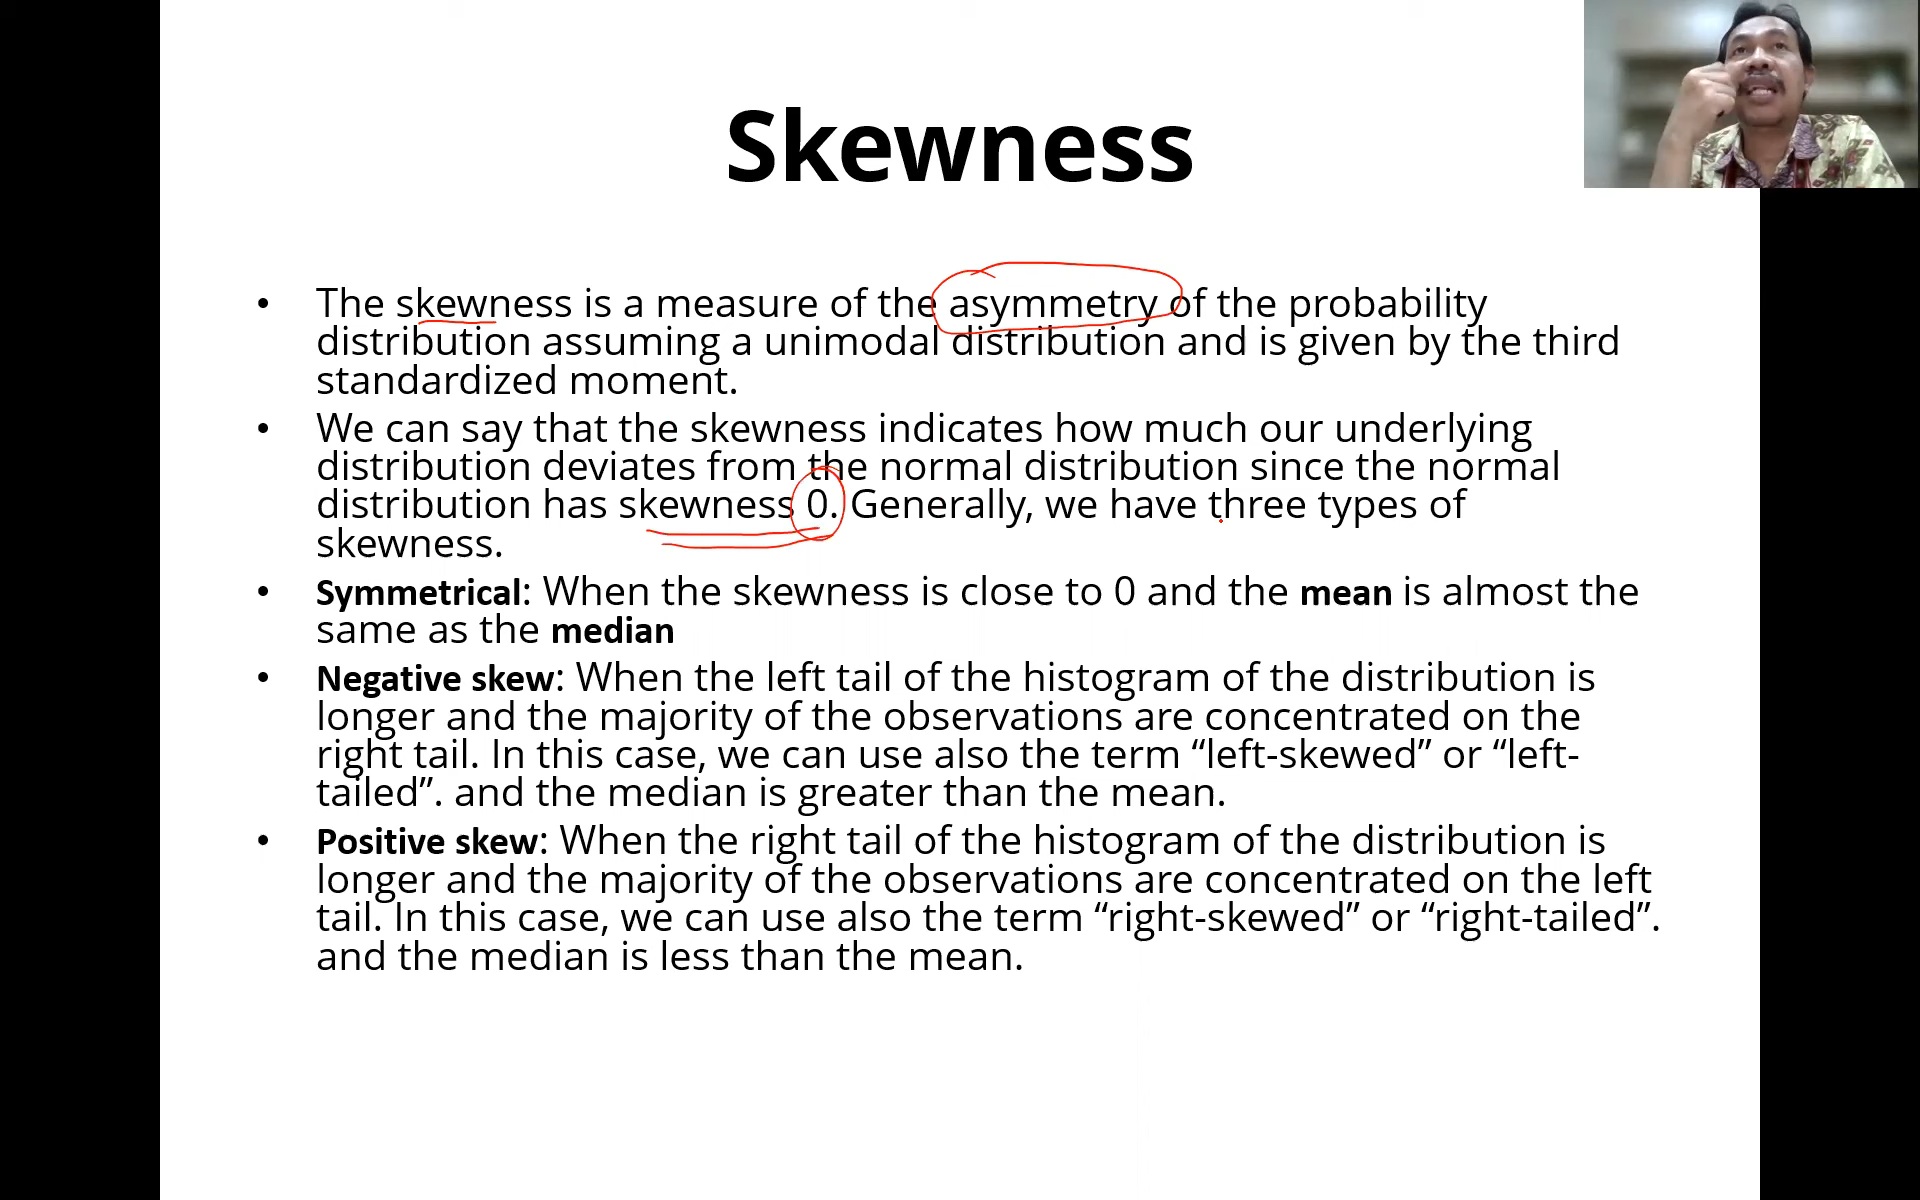 Skewness
• The skewness is a measure of the asymmetry of the probability
distribution assuming a unimodal distribution and is given by the third
standardized moment.
• We can say that the skewness indicates how much our underlying
distribution deviates from the normal distribution since the normal
distribution has skewness 0. Generally, we have three types of
skewness.
• Symmetrical: When the skewness is close to 0 and the mean is almost the
same as the median
• Negative skew: When the left tail of the histogram of the distribution is
longer and the majority of the observations are concentrated on the
right tail. In this case, we can use also the term “left-skewed” or “left-
tailed”. and the median is greater than the mean.
• Positive skew: When the right tail of the histogram of the distribution is
longer and the majority of the observations are concentrated on the left
tail. In this case, we can use also the term “right-skewed” or “right-tailed”.
and the median is less than the mean.